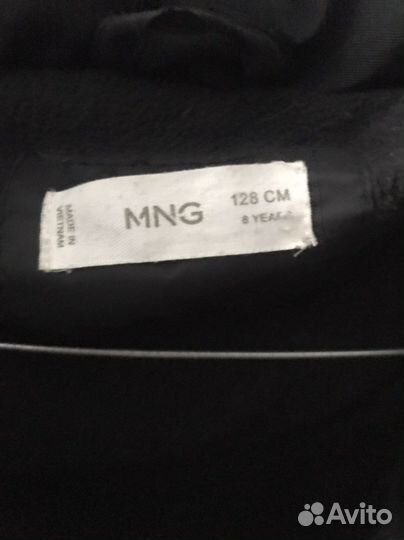 MADE IN
VIETNAM
MNG
128 CM
8 YEARS
Avito